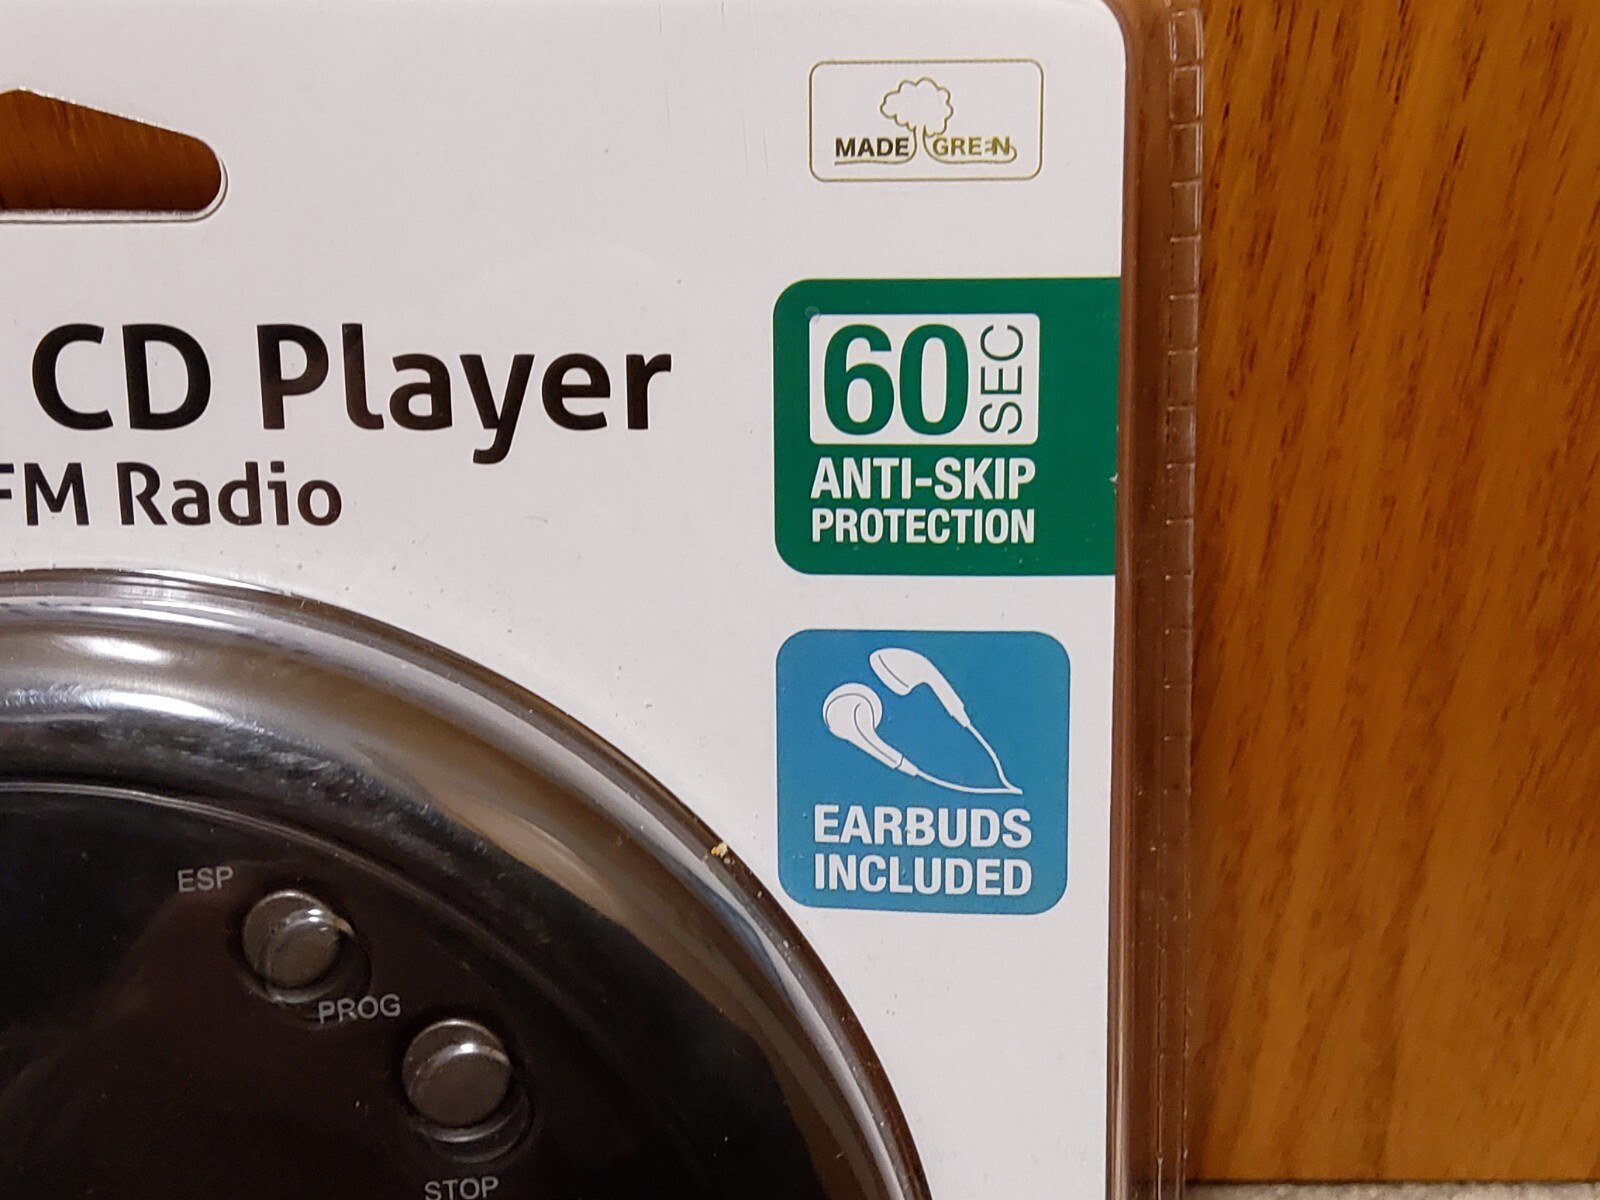 MADE GREEN
CD Player
FM Radio
60 SEC
ANTI-SKIP
PROTECTION
EARBUDS
INCLUDED
ESP
PROG
STOP